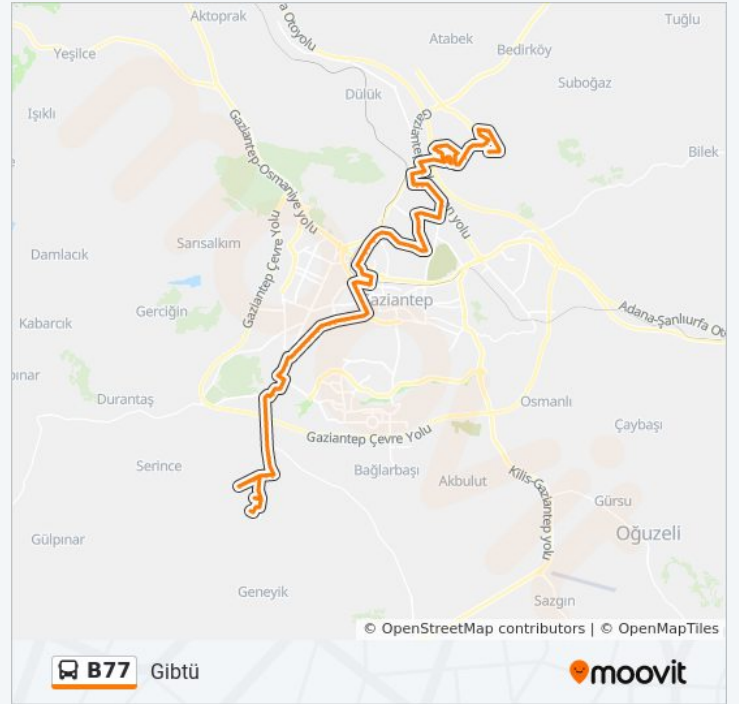 Aktoprak
Tuğlu
a Otoyolu
Atabek
Yeşilce
Bedirköy
Suboğaz
Dülük
Işıklı
Gaziantep-Osmaniye yolu
Bilek
Sarısalkım
Damlacık
Gaziantep Çevre Yolu
Gerciğin
Gaziantep
Kabarcık
Adana-Şanlıurfa Oto
pınar
Durantaş
Osmanlı
Çaybaşı
Gaziantep Çevre Yolu
Serince
Bağlarbaşı
Akbulut
Kilis-Gaziantep yolu
Gürsu
Gülpınar
Oğuzeli
Geneyik
Sazgın
© OpenStreetMap contributors | © OpenMapTiles
B77 Gibtü
moovit